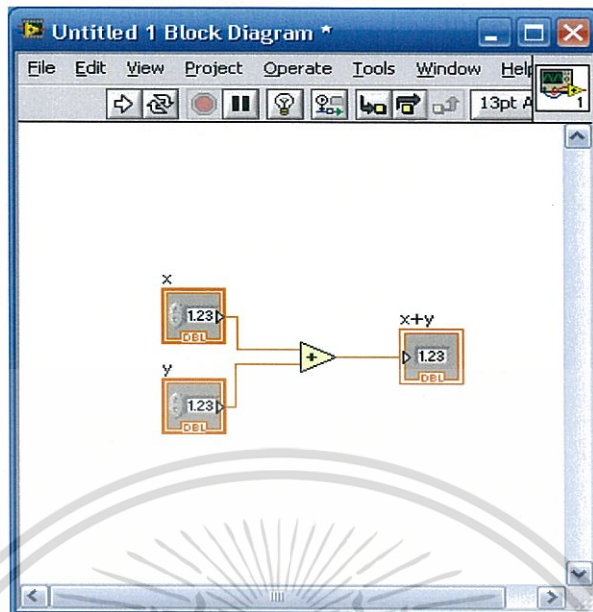 Untitled 1 Block Diagram *
File Edit View Project Operate Tools Window Help
13pt A
1
x
1.23
DBL
y
1.23
DBL
+
x+y
1.23
DBL